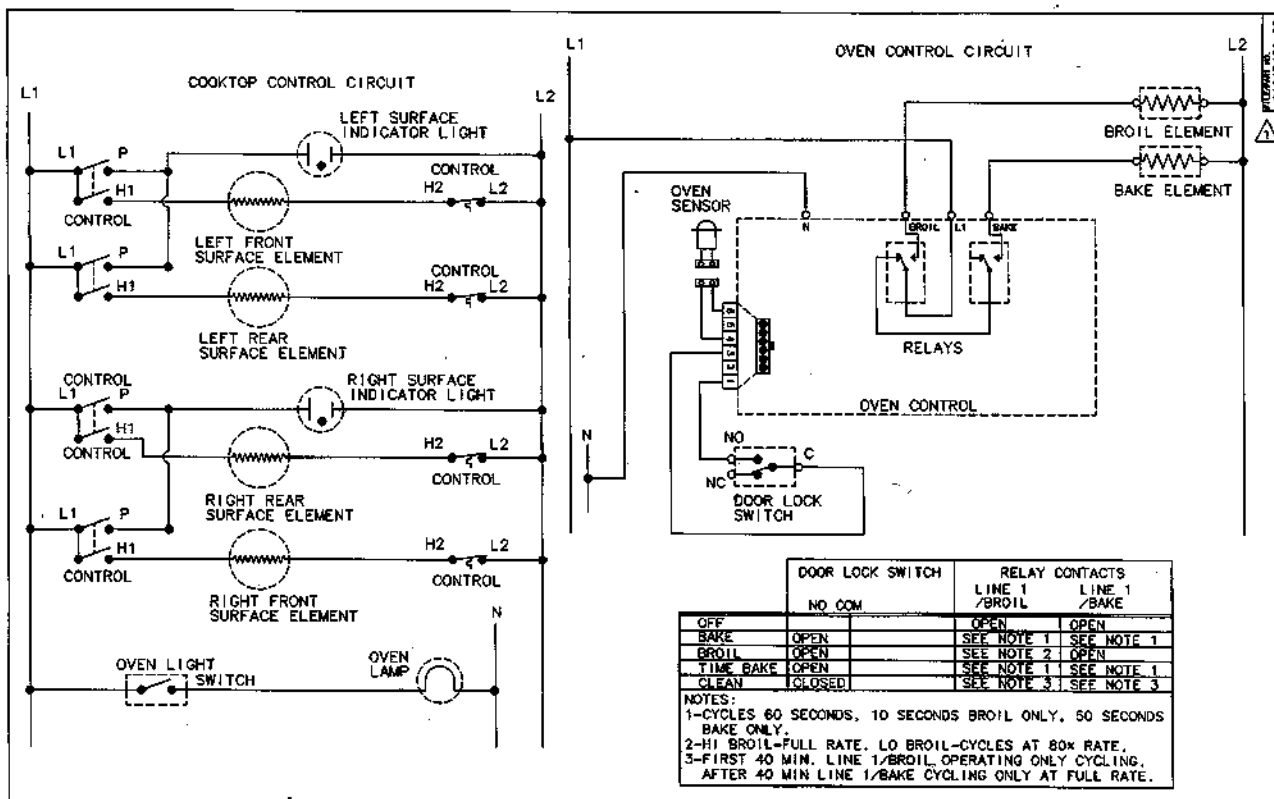 COOKTOP CONTROL CIRCUIT
L1
L2
LEFT SURFACE
INDICATOR LIGHT
L1
P
H1
CONTROL
CONTROL
H2
L2
LEFT FRONT
SURFACE ELEMENT
L1
P
H1
CONTROL
H2
L2
LEFT REAR
SURFACE ELEMENT
CONTROL
L1
P
H1
CONTROL
RIGHT SURFACE
INDICATOR LIGHT
H2
L2
CONTROL
RIGHT REAR
SURFACE ELEMENT
L1
P
H1
CONTROL
H2
L2
CONTROL
RIGHT FRONT
SURFACE ELEMENT
N
OVEN LIGHT
SWITCH
OVEN
LAMP
L1
OVEN CONTROL CIRCUIT
L2
BROIL ELEMENT
BAKE ELEMENT
OVEN
SENSOR
N
BROIL
L1
BAKE
RELAYS
6
5
4
3
2
1
OVEN CONTROL
N
NO
C
NC
DOOR LOCK
SWITCH
DOOR LOCK SWITCH
RELAY CONTACTS
NO COM
LINE 1
/BROIL
LINE 1
/BAKE
OFF OPEN OPEN
BAKE OPEN SEE NOTE 1 SEE NOTE 1
BROIL OPEN SEE NOTE 2 OPEN
TIME BAKE OPEN SEE NOTE 1 SEE NOTE 1
CLEAN CLOSED SEE NOTE 3 SEE NOTE 3
NOTES:
1-CYCLES 60 SECONDS, 10 SECONDS BROIL ONLY, 50 SECONDS
BAKE ONLY.
2-HI BROIL-FULL RATE. LO BROIL-CYCLES AT 80% RATE.
3-FIRST 40 MIN. LINE 1/BROIL OPERATING ONLY CYCLING,
AFTER 40 MIN LINE 1/BAKE CYCLING ONLY AT FULL RATE.